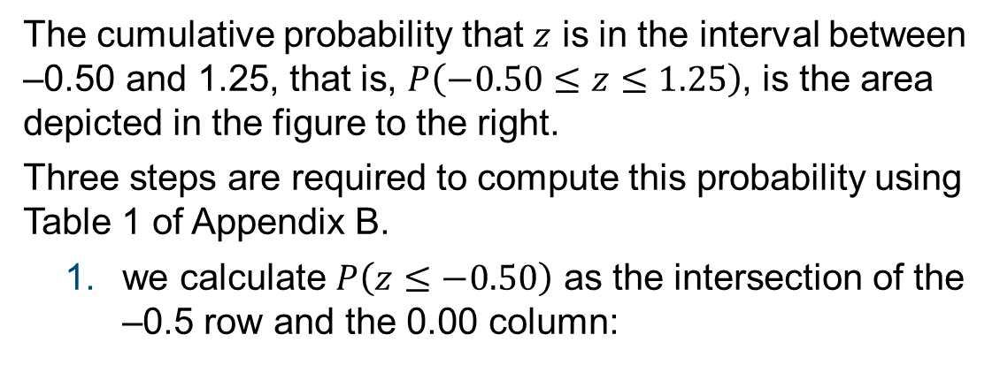 The cumulative probability that z is in the interval between
–0.50 and 1.25, that is, P(−0.50 ≤ z ≤ 1.25), is the area
depicted in the figure to the right.
Three steps are required to compute this probability using
Table 1 of Appendix B.
1. we calculate P(z ≤ −0.50) as the intersection of the
–0.5 row and the 0.00 column: